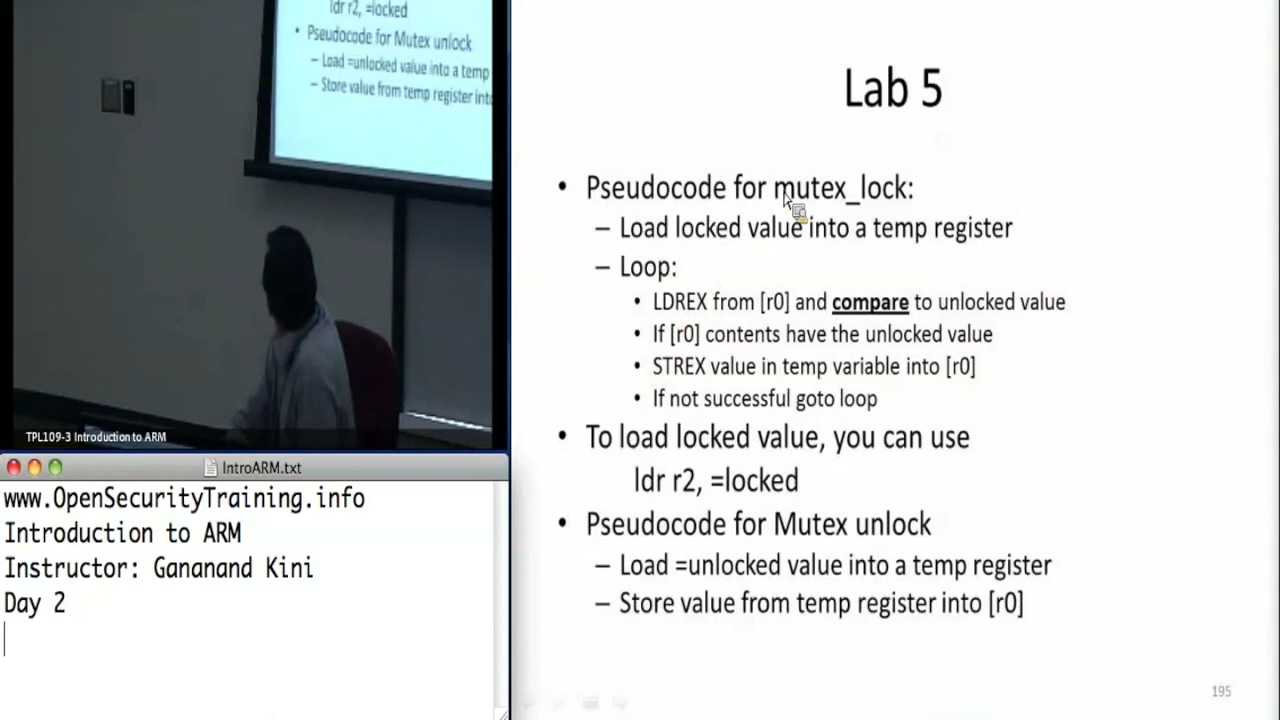 ldr r2, =locked
• Pseudocode for Mutex unlock
– Load =unlocked value into a temp
– Store value from temp register into
TPL109-3 Introduction to ARM
IntroARM.txt
www.OpenSecurityTraining.info
Introduction to ARM
Instructor: Gananand Kini
Day 2
Lab 5
• Pseudocode for mutex_lock:
– Load locked value into a temp register
– Loop:
• LDREX from [r0] and compare to unlocked value
• If [r0] contents have the unlocked value
• STREX value in temp variable into [r0]
• If not successful goto loop
• To load locked value, you can use
ldr r2, =locked
• Pseudocode for Mutex unlock
– Load =unlocked value into a temp register
– Store value from temp register into [r0]
195